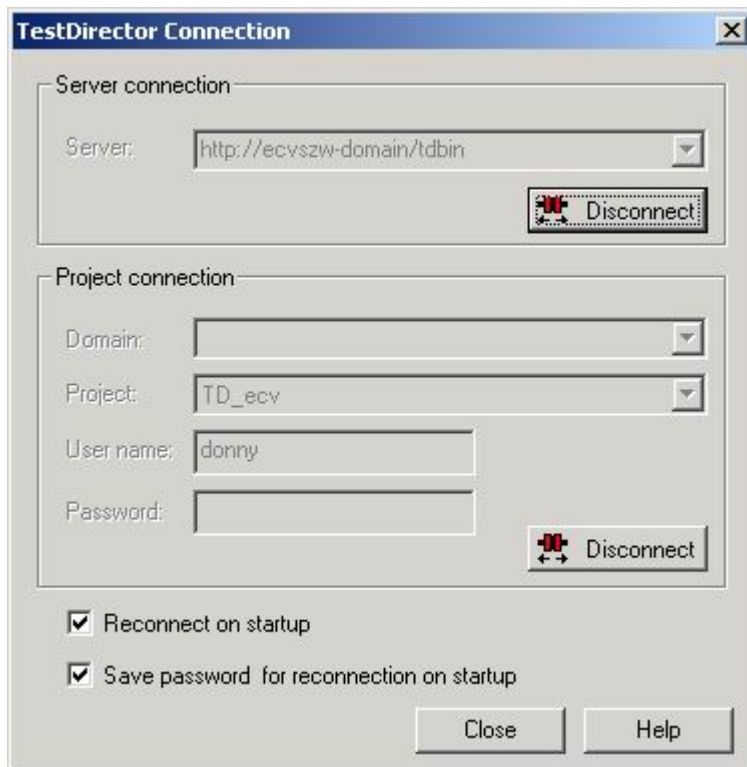 TestDirector Connection
Server connection
Server: http://ecvszw-domain/tdbin
Disconnect
Project connection
Domain:
Project: TD_ecv
User name: donny
Password:
Disconnect
Reconnect on startup
Save password for reconnection on startup
Close Help